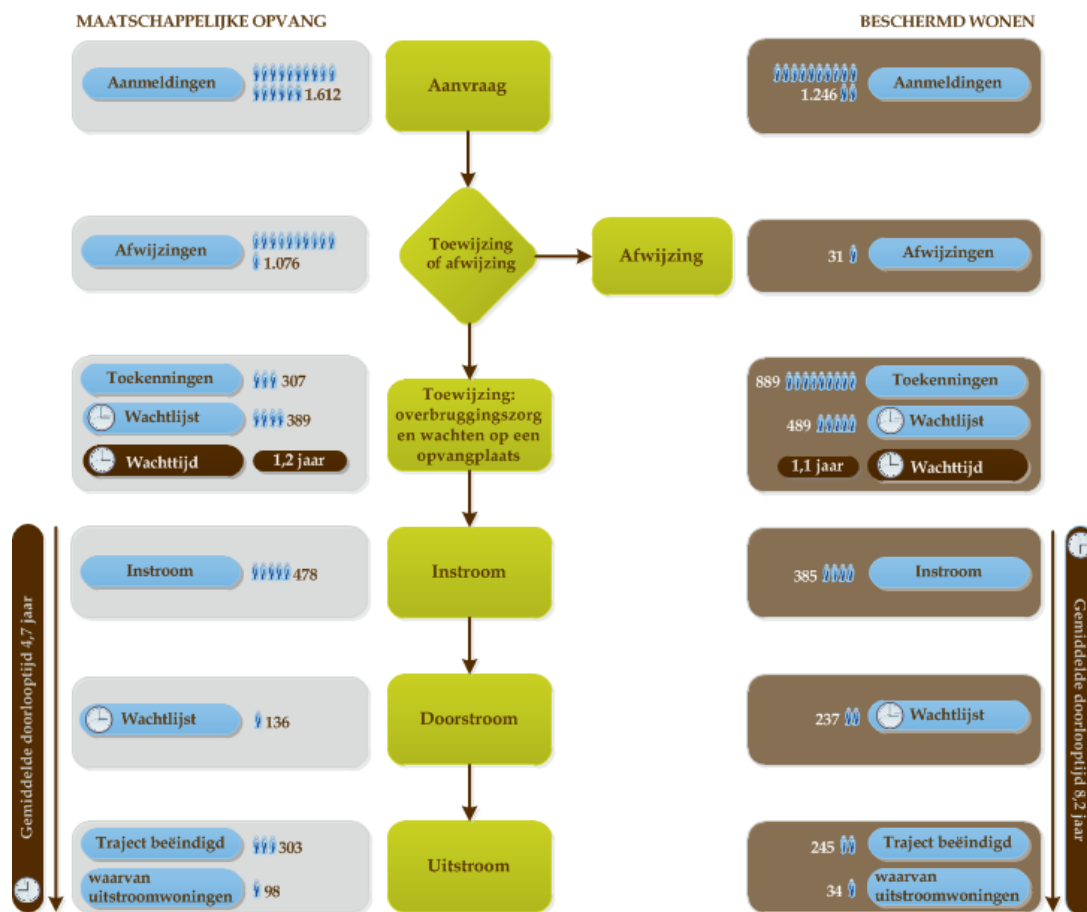 MAATSCHAPPELIJKE OPVANG
BESCHERMD WONEN
Aanmeldingen
1.612
Aanvraag
1.246
Aanmeldingen
Afwijzingen
1.076
Toewijzing
of afwijzing
Afwijzing
31
Afwijzingen
Toekenningen
307
Wachtlijst
389
Wachttijd
1,2 jaar
Toewijzing:
overbruggingszorg
en wachten op een
opvangplaats
889
Toekenningen
489
Wachtlijst
1,1 jaar
Wachttijd
Gemiddelde doorlooptijd 4,7 jaar
Instroom
478
Instroom
385
Instroom
Gemiddelde doorlooptijd 8,2 jaar
Wachtlijst
136
Doorstroom
237
Wachtlijst
Traject beëindigd
303
waarvan
uitstroomwoningen
98
Uitstroom
245
Traject beëindigd
34
waarvan
uitstroomwoningen